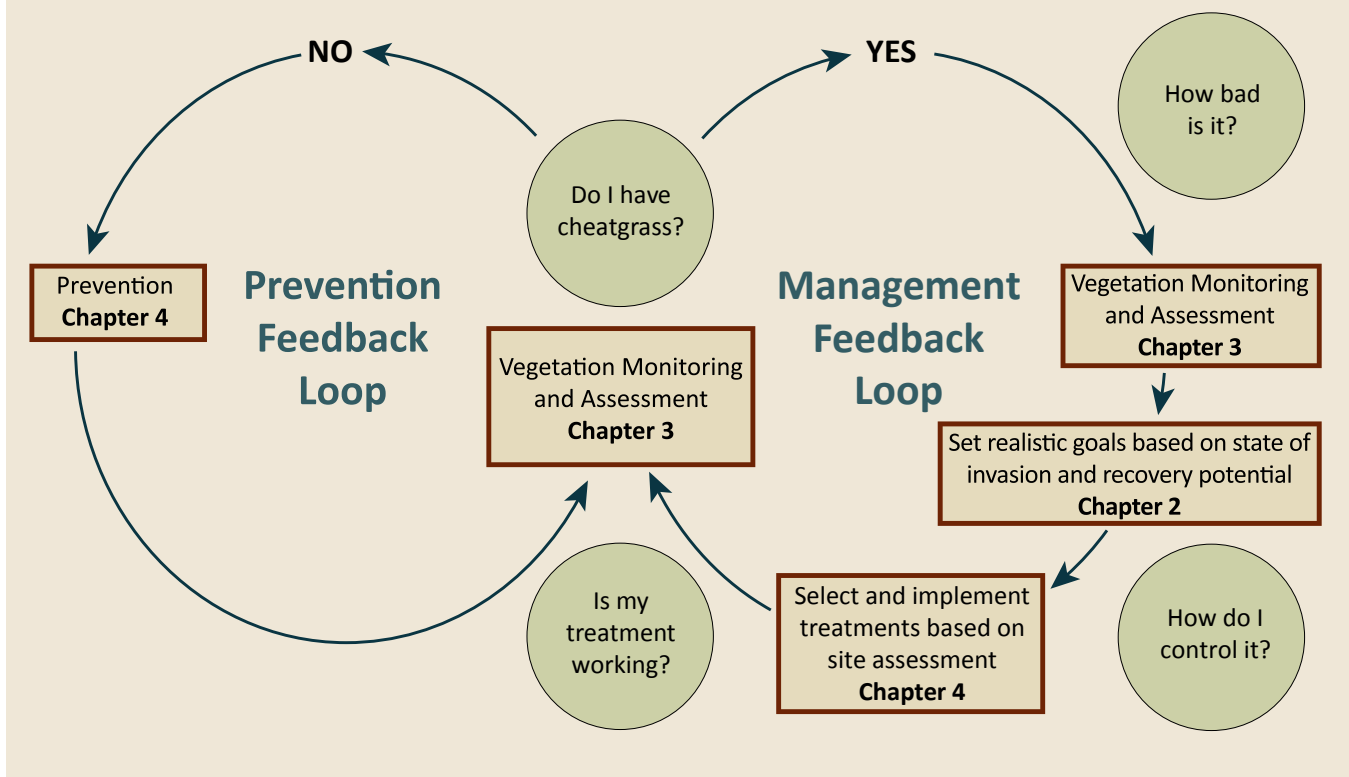 NO
YES
How bad
is it?
Do I have
cheatgrass?
Prevention
Chapter 4
Prevention
Feedback
Loop
Management
Feedback
Loop
Vegetation Monitoring
and Assessment
Chapter 3
Vegetation Monitoring
and Assessment
Chapter 3
Set realistic goals based on state of
invasion and recovery potential
Chapter 2
Is my
treatment
working?
Select and implement
treatments based on
site assessment
Chapter 4
How do I
control it?